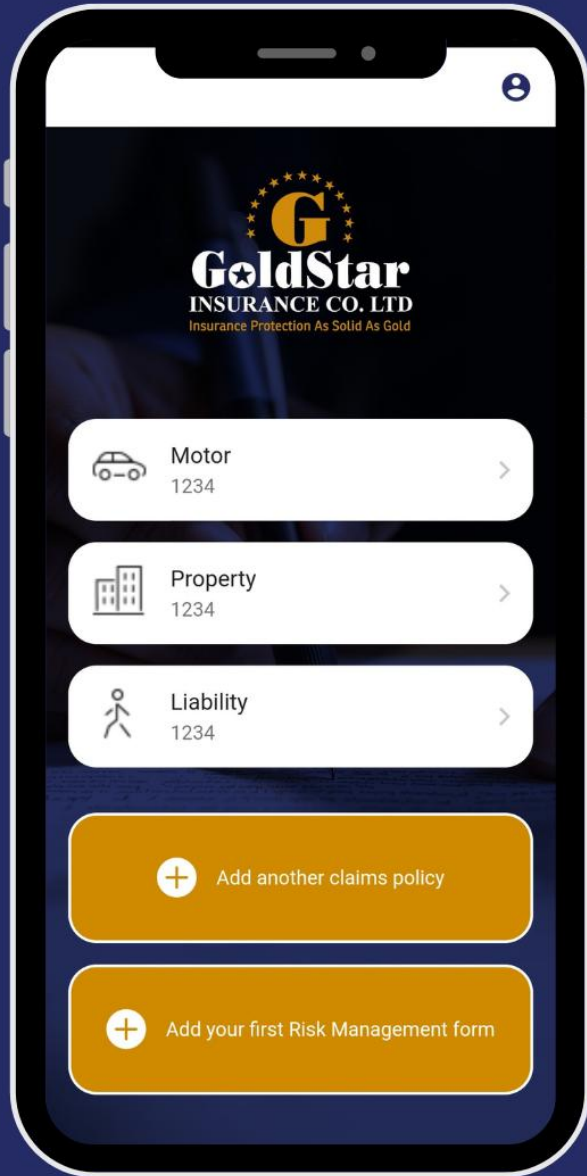 G
GoldStar
INSURANCE CO. LTD
Insurance Protection As Solid As Gold
Motor
1234
Property
1234
Liability
1234
Add another claims policy
Add your first Risk Management form